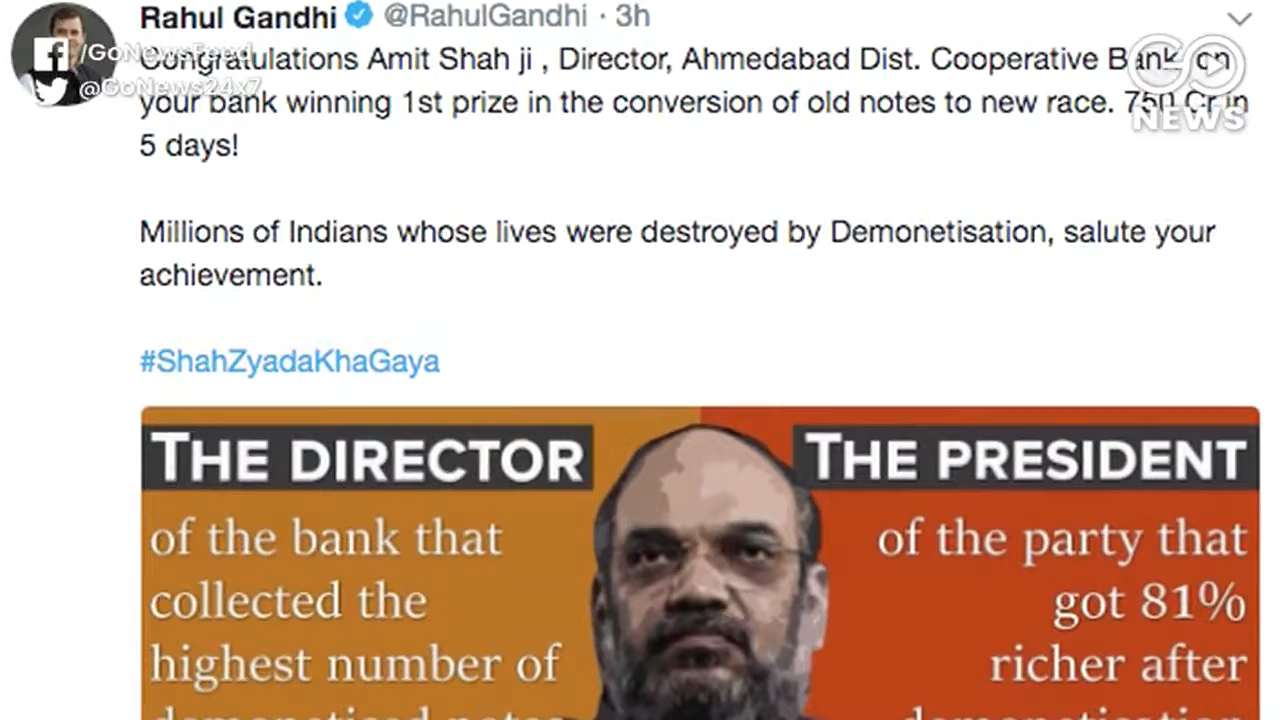 Rahul Gandhi @RahulGandhi · 3h
/GoNewsFeed
Congratulations Amit Shah ji , Director, Ahmedabad Dist. Cooperative Bank, on
@GoNews24x7
your bank winning 1st prize in the conversion of old notes to new race. 750 Cr in
GO
NEWS
5 days!
Millions of Indians whose lives were destroyed by Demonetisation, salute your
achievement.
#ShahZyadaKhaGaya
THE DIRECTOR
of the bank that
collected the
highest number of
demonetised notes
THE PRESIDENT
of the party that
got 81%
richer after
demonetisation